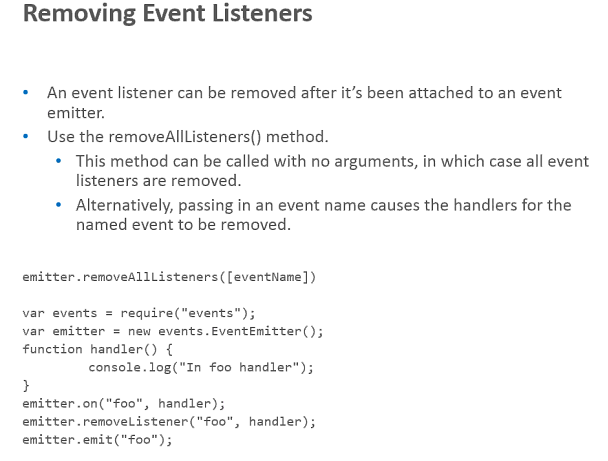 Removing Event Listeners
• An event listener can be removed after it's been attached to an event
emitter.
• Use the removeAllListeners() method.
• This method can be called with no arguments, in which case all event
listeners are removed.
• Alternatively, passing in an event name causes the handlers for the
named event to be removed.
emitter.removeAllListeners([eventName])
var events = require("events");
var emitter = new events.EventEmitter();
function handler() {
console.log("In foo handler");
}
emitter.on("foo", handler);
emitter.removeListener("foo", handler);
emitter.emit("foo");